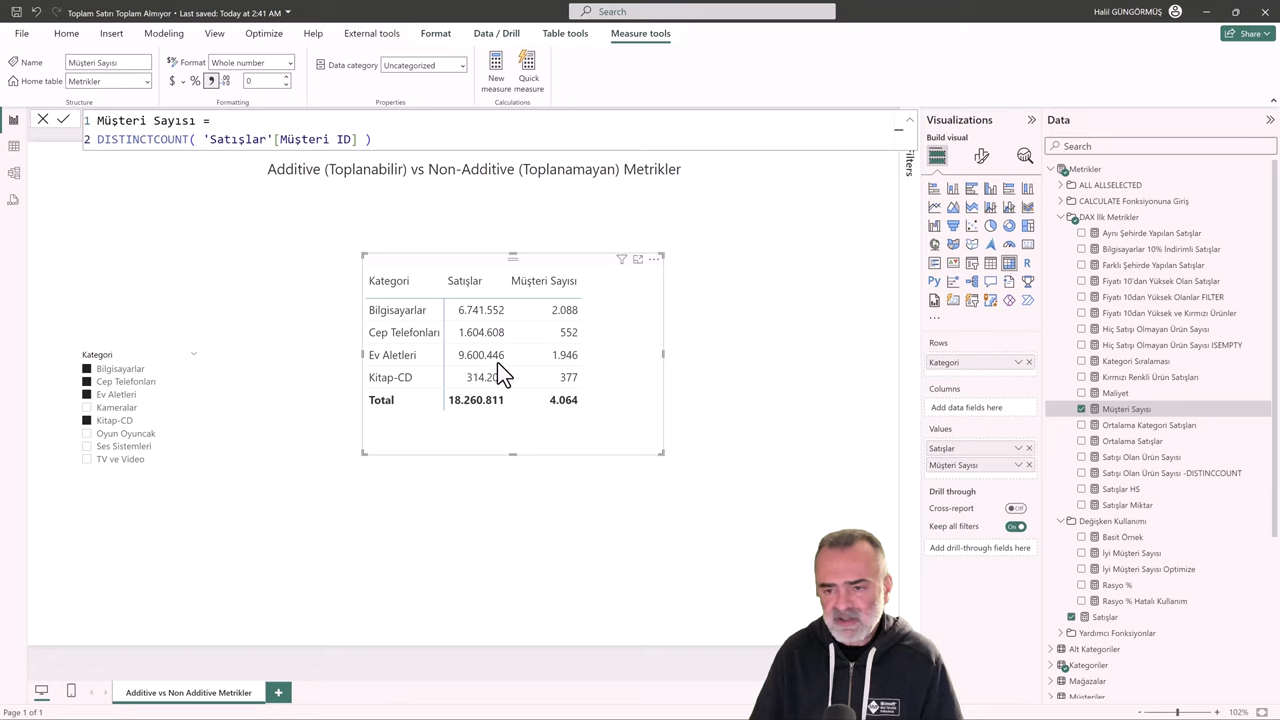 Toplam Satırı Toplam Almıyor • Last saved: Today at 2:41 AM
Search
Halil GÜNGÖRMÜŞ
File
Home
Insert
Modeling
View
Optimize
Help
External tools
Format
Data / Drill
Table tools
Measure tools
Share
Name
Müşteri Sayısı
Home table
Metrikler
Structure
Format
Whole number
$
%
0
Formatting
Data category
Uncategorized
Properties
New measure
Quick measure
Calculations
1 Müşteri Sayısı =
2 DISTINCTCOUNT( 'Satışlar'[Müşteri ID] )
Additive (Toplanabilir) vs Non-Additive (Toplanamayan) Metrikler
Kategori Satışlar Müşteri Sayısı
Bilgisayarlar 6.741.552 2.088
Cep Telefonları 1.604.608 552
Ev Aletleri 9.600.446 1.946
Kitap-CD 377
Total 18.260.811 4.064
Kategori
Bilgisayarlar
Cep Telefonları
Ev Aletleri
Kameralar
Kitap-CD
Oyun Oyuncak
Ses Sistemleri
TV ve Video
Filters
Visualizations
Build visual
R
Py
Rows
Kategori
Columns
Add data fields here
Values
Satışlar
Müşteri Sayısı
Drill through
Cross-report
Off
Keep all filters
On
Add drill-through fields here
Data
Search
Metrikler
ALL ALLSELECTED
CALCULATE Fonksiyonuna Giriş
DAX İlk Metrikler
Aynı Şehirde Yapılan Satışlar
Bilgisayarlar 10% İndirimli Satışlar
Farklı Şehirde Yapılan Satışlar
Fiyatı 10dan Yüksek Olan Satışlar
Fiyatı 10dan Yüksek Olanlar FILTER
Fiyatı 10'dan Yüksek ve Kırmızı Ürünler
Hiç Satışı Olmayan Ürün Sayısı
Hiç Satışı Olmayan Ürün Sayısı ISEMPTY
Kategori Sıralaması
Kırmızı Renkli Ürün Satışları
Maliyet
Müşteri Sayısı
Ortalama Kategori Satışları
Ortalama Satışlar
Satışı Olan Ürün Sayısı
Satışı Olan Ürün Sayısı -DISTINCCOUNT
Satışlar HS
Satışlar Miktar
Değişken Kullanımı
Basit Örnek
İyi Müşteri Sayısı
İyi Müşteri Sayısı Optimize
Rasyo %
Rasyo % Hatalı Kullanım
Satışlar
Yardımcı Fonksiyonlar
Alt Kategoriler
Kategoriler
Mağazalar
Müşteriler
Additive vs Non Additive Metrikler
Page 1 of 1
102%